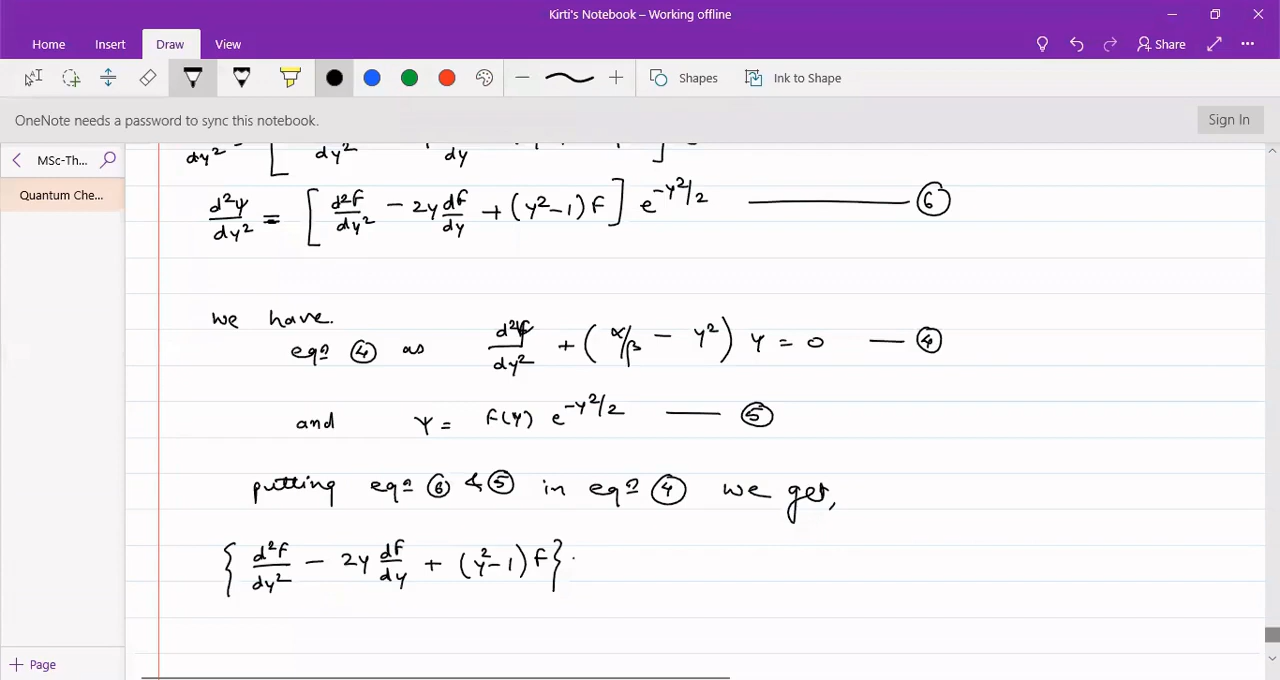 Kirti's Notebook – Working offline
Home Insert Draw View Share
Shapes Ink to Shape
OneNote needs a password to sync this notebook. Sign In
MSc-Th...
Quantum Che...
d²ψ/dy² = [ d²F/dy² – 2y dF/dy + (y²–1) F ] e^(–y²/2) —— ⑥
we have.
eqn ④ as d²ψ/dy² + ( α/β – y² ) ψ = 0 — ④
and ψ = F(y) e^(–y²/2) —— ⑤
putting eqn ⑥ & ⑤ in eqn ④ we get,
{ d²F/dy² – 2y dF/dy + (y²–1) F }
+ Page